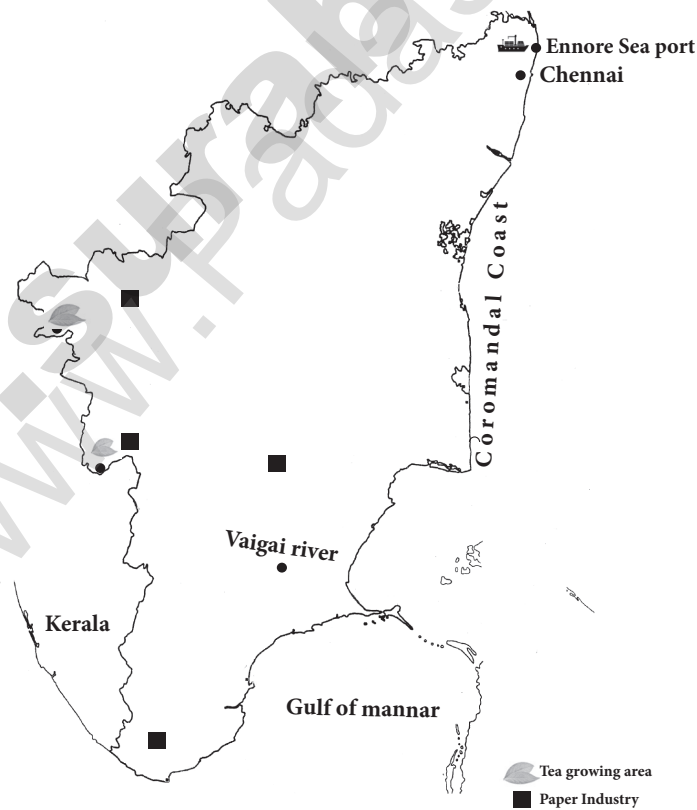 Ennore Sea port
Chennai
Coromandal Coast
Vaigai river
Kerala
Gulf of mannar
Tea growing area
Paper Industry